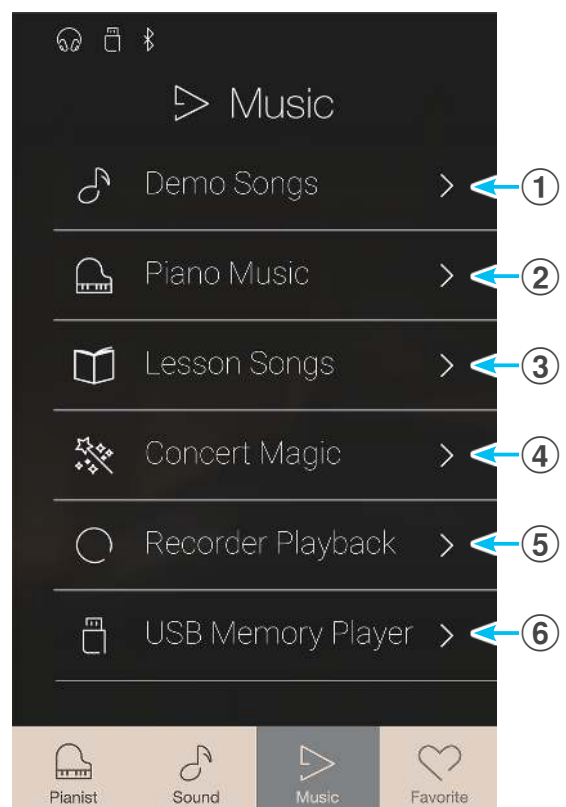 Music
Demo Songs
1
Piano Music
2
Lesson Songs
3
Concert Magic
4
Recorder Playback
5
USB Memory Player
6
Pianist Sound Music Favorite